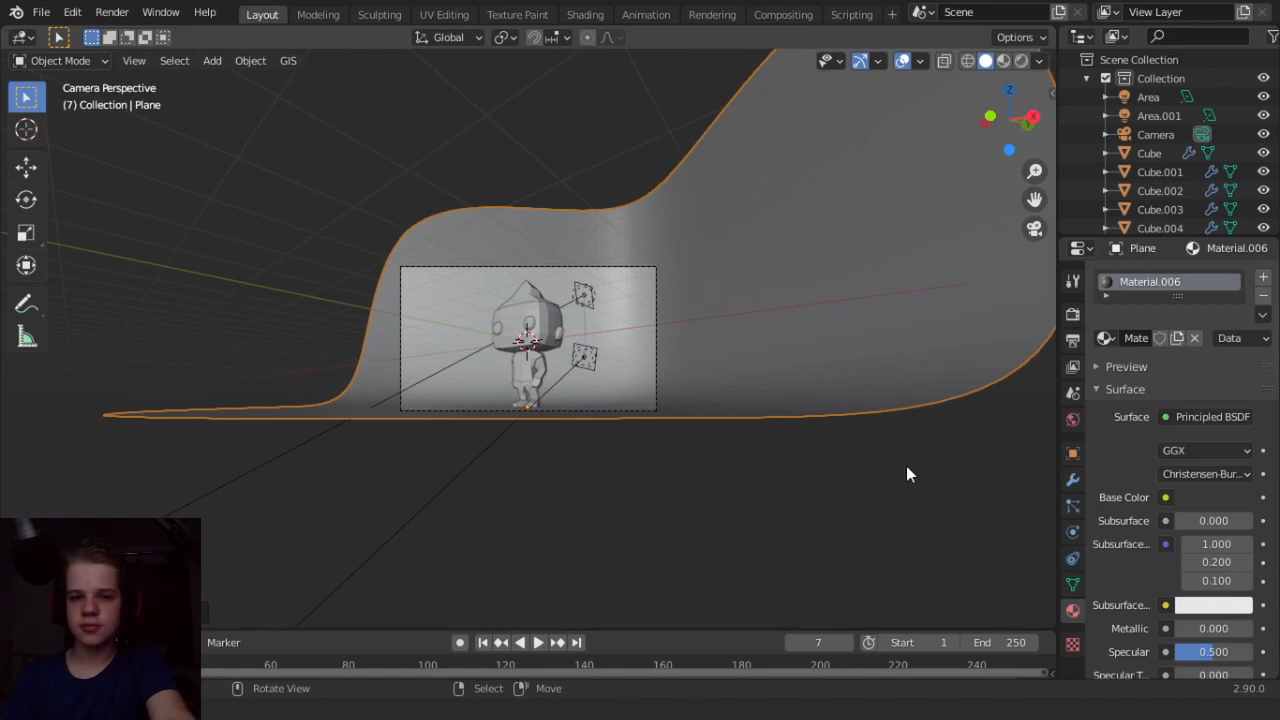 File Edit Render Window Help Layout Modeling Sculpting UV Editing Texture Paint Shading Animation Rendering Compositing Scripting Scene View Layer
Global Options
Object Mode View Select Add Object GIS
Camera Perspective
(7) Collection | Plane
Z
X
Scene Collection
Collection
Area
Area.001
Camera
Cube
Cube.001
Cube.002
Cube.003
Cube.004
Plane Material.006
Material.006
Mate Data
Preview
Surface
Surface Principled BSDF
GGX
Christensen-Bur...
Base Color
Subsurface 0.000
Subsurface... 1.000
0.200
0.100
Subsurface...
Metallic 0.000
Specular 0.500
Specular T... 0.000
Marker 7 Start 1 End 250
60 80 100 120 140 160 180 200 220 240
Rotate View Select Move 2.90.0